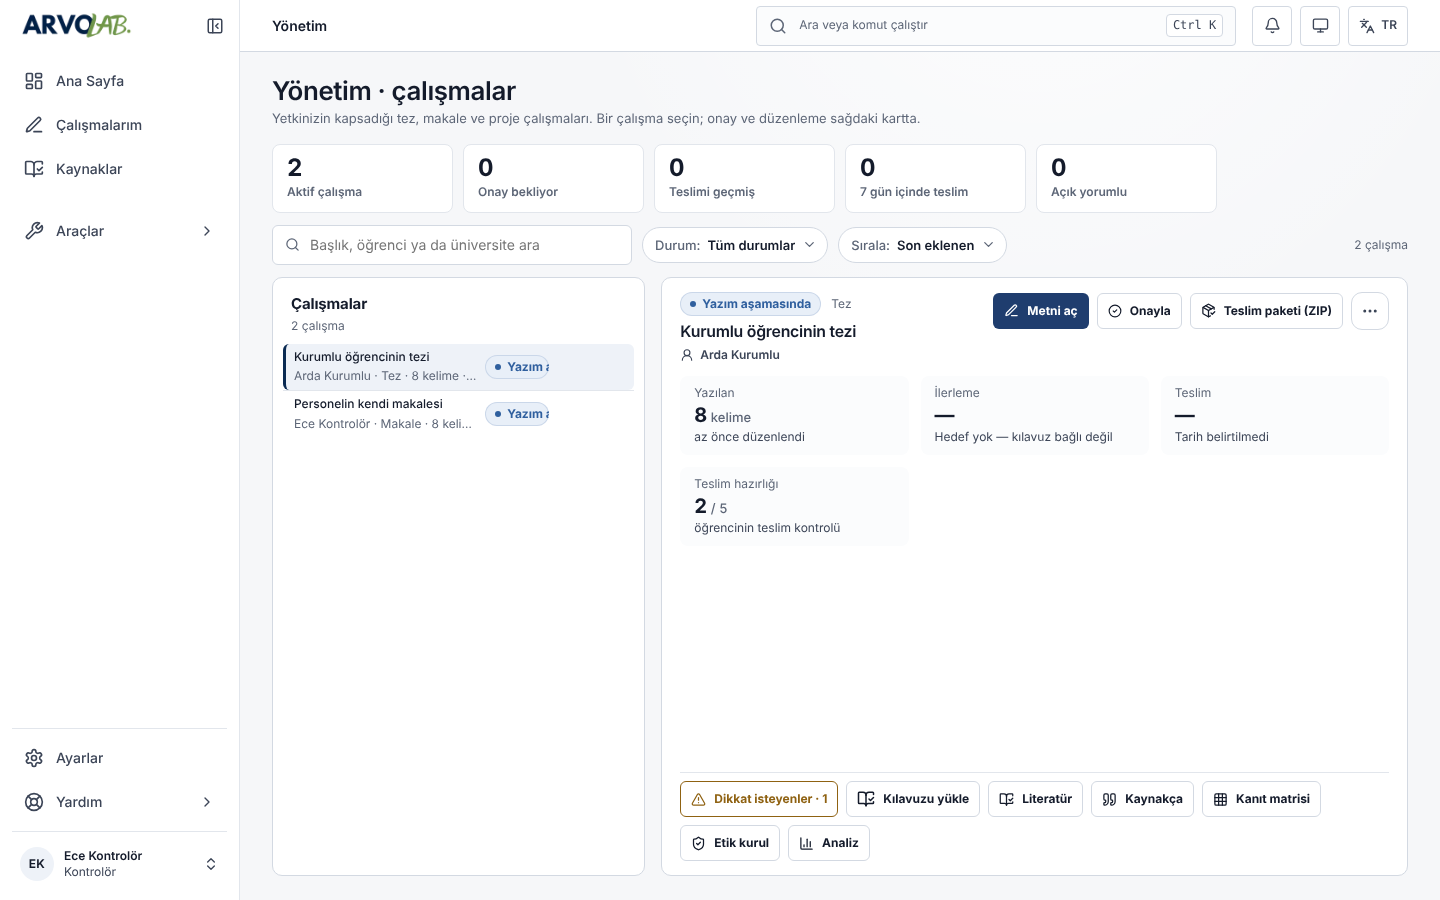 ARVOLAB.
Yönetim
Ara veya komut çalıştır
Ctrl K
TR
Ana Sayfa
Çalışmalarım
Kaynaklar
Araçlar
Ayarlar
Yardım
EK
Ece Kontrolör
Kontrolör
Yönetim · çalışmalar
Yetkinizin kapsadığı tez, makale ve proje çalışmaları. Bir çalışma seçin; onay ve düzenleme sağdaki kartta.
2
Aktif çalışma
0
Onay bekliyor
0
Teslimi geçmiş
0
7 gün içinde teslim
0
Açık yorumlu
Başlık, öğrenci ya da üniversite ara
Durum: Tüm durumlar
Sırala: Son eklenen
2 çalışma
Çalışmalar
2 çalışma
Kurumlu öğrencinin tezi
Arda Kurumlu · Tez · 8 kelime ·...
Yazım a
Personelin kendi makalesi
Ece Kontrolör · Makale · 8 keli...
Yazım a
Yazım aşamasında
Tez
Kurumlu öğrencinin tezi
Arda Kurumlu
Metni aç
Onayla
Teslim paketi (ZIP)
Yazılan
8 kelime
az önce düzenlendi
İlerleme
—
Hedef yok — kılavuz bağlı değil
Teslim
—
Tarih belirtilmedi
Teslim hazırlığı
2 / 5
öğrencinin teslim kontrolü
Dikkat isteyenler · 1
Kılavuzu yükle
Literatür
Kaynakça
Kanıt matrisi
Etik kurul
Analiz